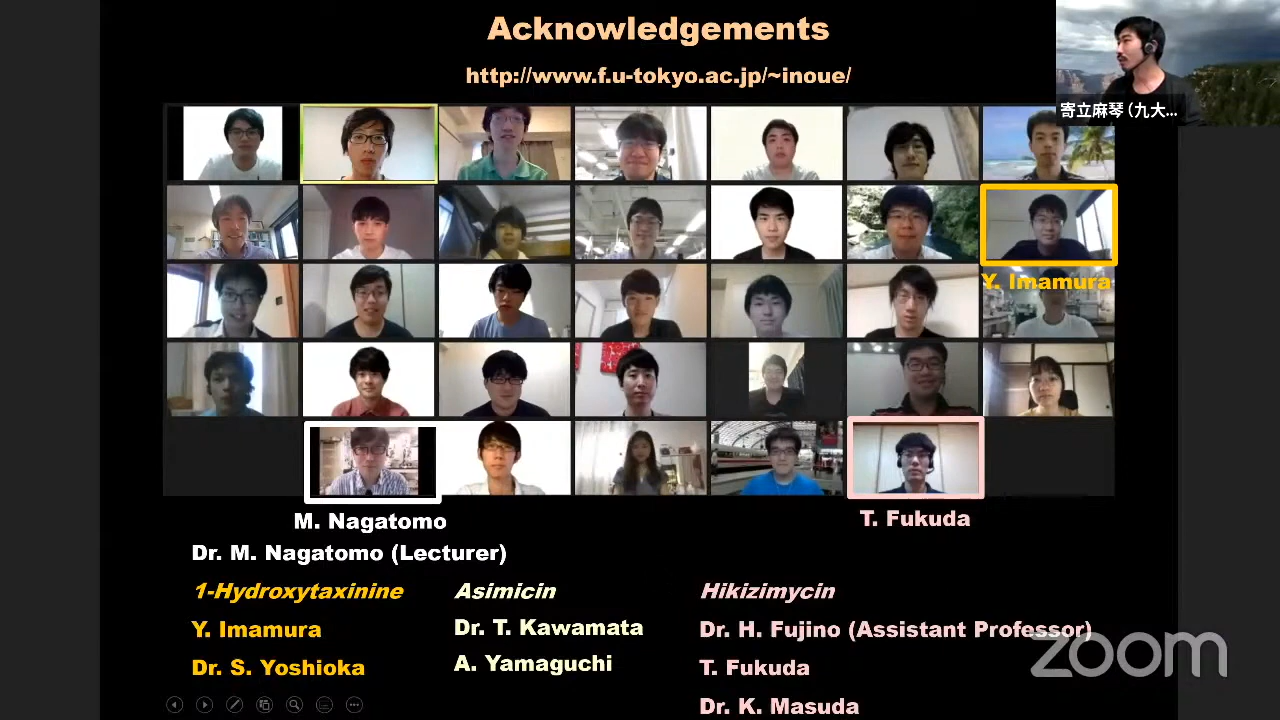 Acknowledgements
http://www.f.u-tokyo.ac.jp/~inoue/
寄立麻琴 (九大...
Y. Imamura
M. Nagatomo
T. Fukuda
Dr. M. Nagatomo (Lecturer)
1-Hydroxytaxinine
Y. Imamura
Dr. S. Yoshioka
Asimicin
Dr. T. Kawamata
A. Yamaguchi
Hikizimycin
Dr. H. Fujino (Assistant Professor)
T. Fukuda
Dr. K. Masuda
zoom